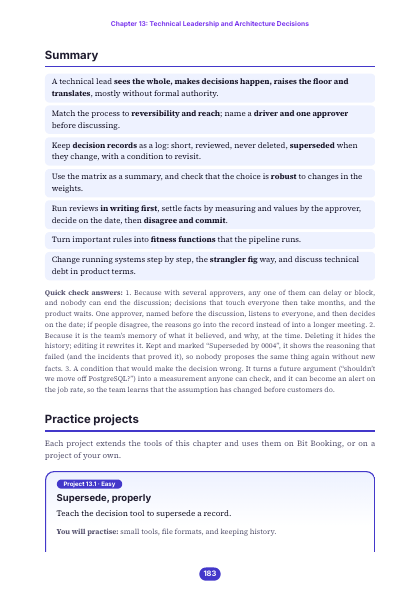 Chapter 13: Technical Leadership and Architecture Decisions
Summary
A technical lead sees the whole, makes decisions happen, raises the floor and
translates, mostly without formal authority.
Match the process to reversibility and reach; name a driver and one approver
before discussing.
Keep decision records as a log: short, reviewed, never deleted, superseded when
they change, with a condition to revisit.
Use the matrix as a summary, and check that the choice is robust to changes in the
weights.
Run reviews in writing first, settle facts by measuring and values by the approver,
decide on the date, then disagree and commit.
Turn important rules into fitness functions that the pipeline runs.
Change running systems step by step, the strangler fig way, and discuss technical
debt in product terms.
Quick check answers: 1. Because with several approvers, any one of them can delay or block,
and nobody can end the discussion; decisions that touch everyone then take months, and the
product waits. One approver, named before the discussion, listens to everyone, and then decides
on the date; if people disagree, the reasons go into the record instead of into a longer meeting. 2.
Because it is the team's memory of what it believed, and why, at the time. Deleting it hides the
history; editing it rewrites it. Kept and marked “Superseded by 0004”, it shows the reasoning that
failed (and the incidents that proved it), so nobody proposes the same thing again without new
facts. 3. A condition that would make the decision wrong. It turns a future argument (“shouldn't
we move off PostgreSQL?”) into a measurement anyone can check, and it can become an alert on
the job rate, so the team learns that the assumption has changed before customers do.
Practice projects
Each project extends the tools of this chapter and uses them on Bit Booking, or on a
project of your own.
Project 13.1 · Easy
Supersede, properly
Teach the decision tool to supersede a record.
You will practise: small tools, file formats, and keeping history.
183